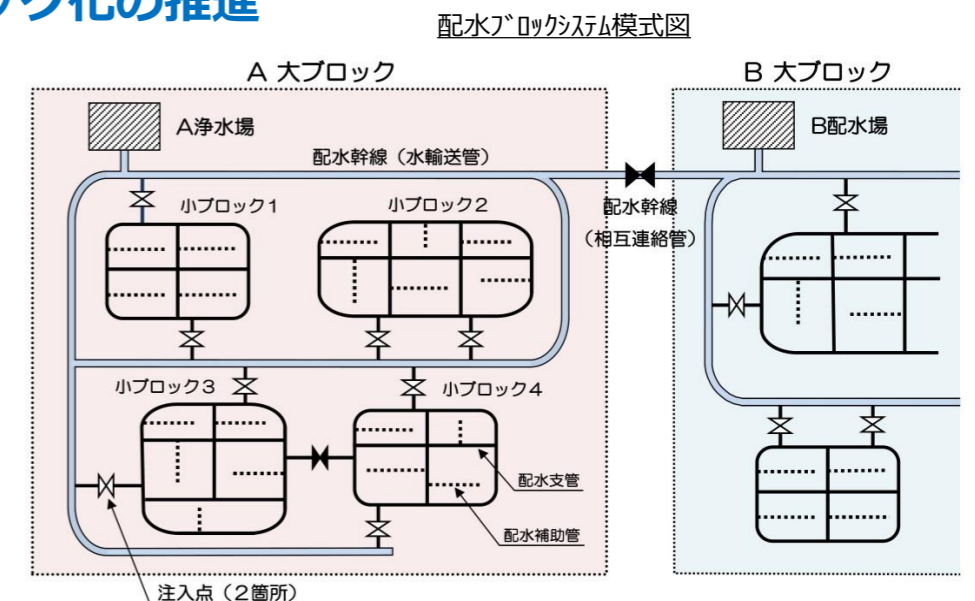 ック化の推進
配水ﾌﾞﾛｯｸｼｽﾃﾑ模式図
A 大ブロック
B 大ブロック
A浄水場
B配水場
配水幹線（水輸送管）
小ブロック1
小ブロック2
配水幹線
（相互連絡管）
小ブロック3
小ブロック4
配水支管
配水補助管
注入点（2箇所）